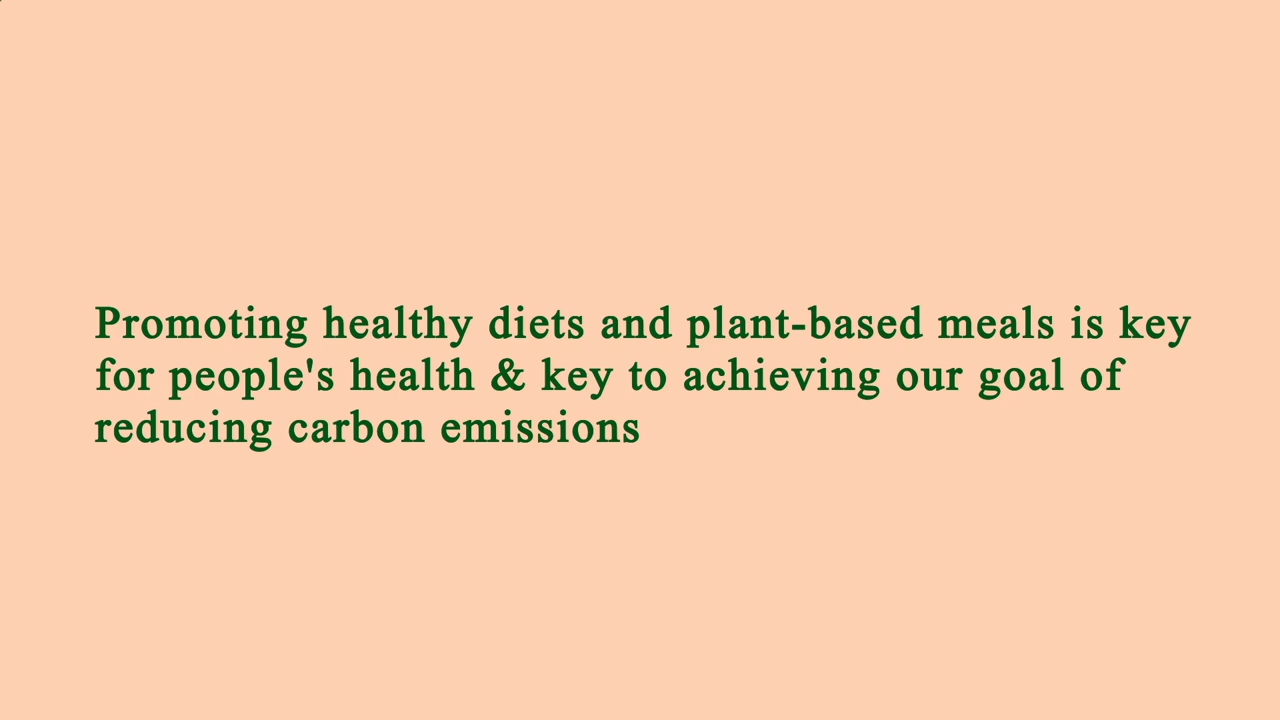 Promoting healthy diets and plant-based meals is key
for people's health & key to achieving our goal of
reducing carbon emissions